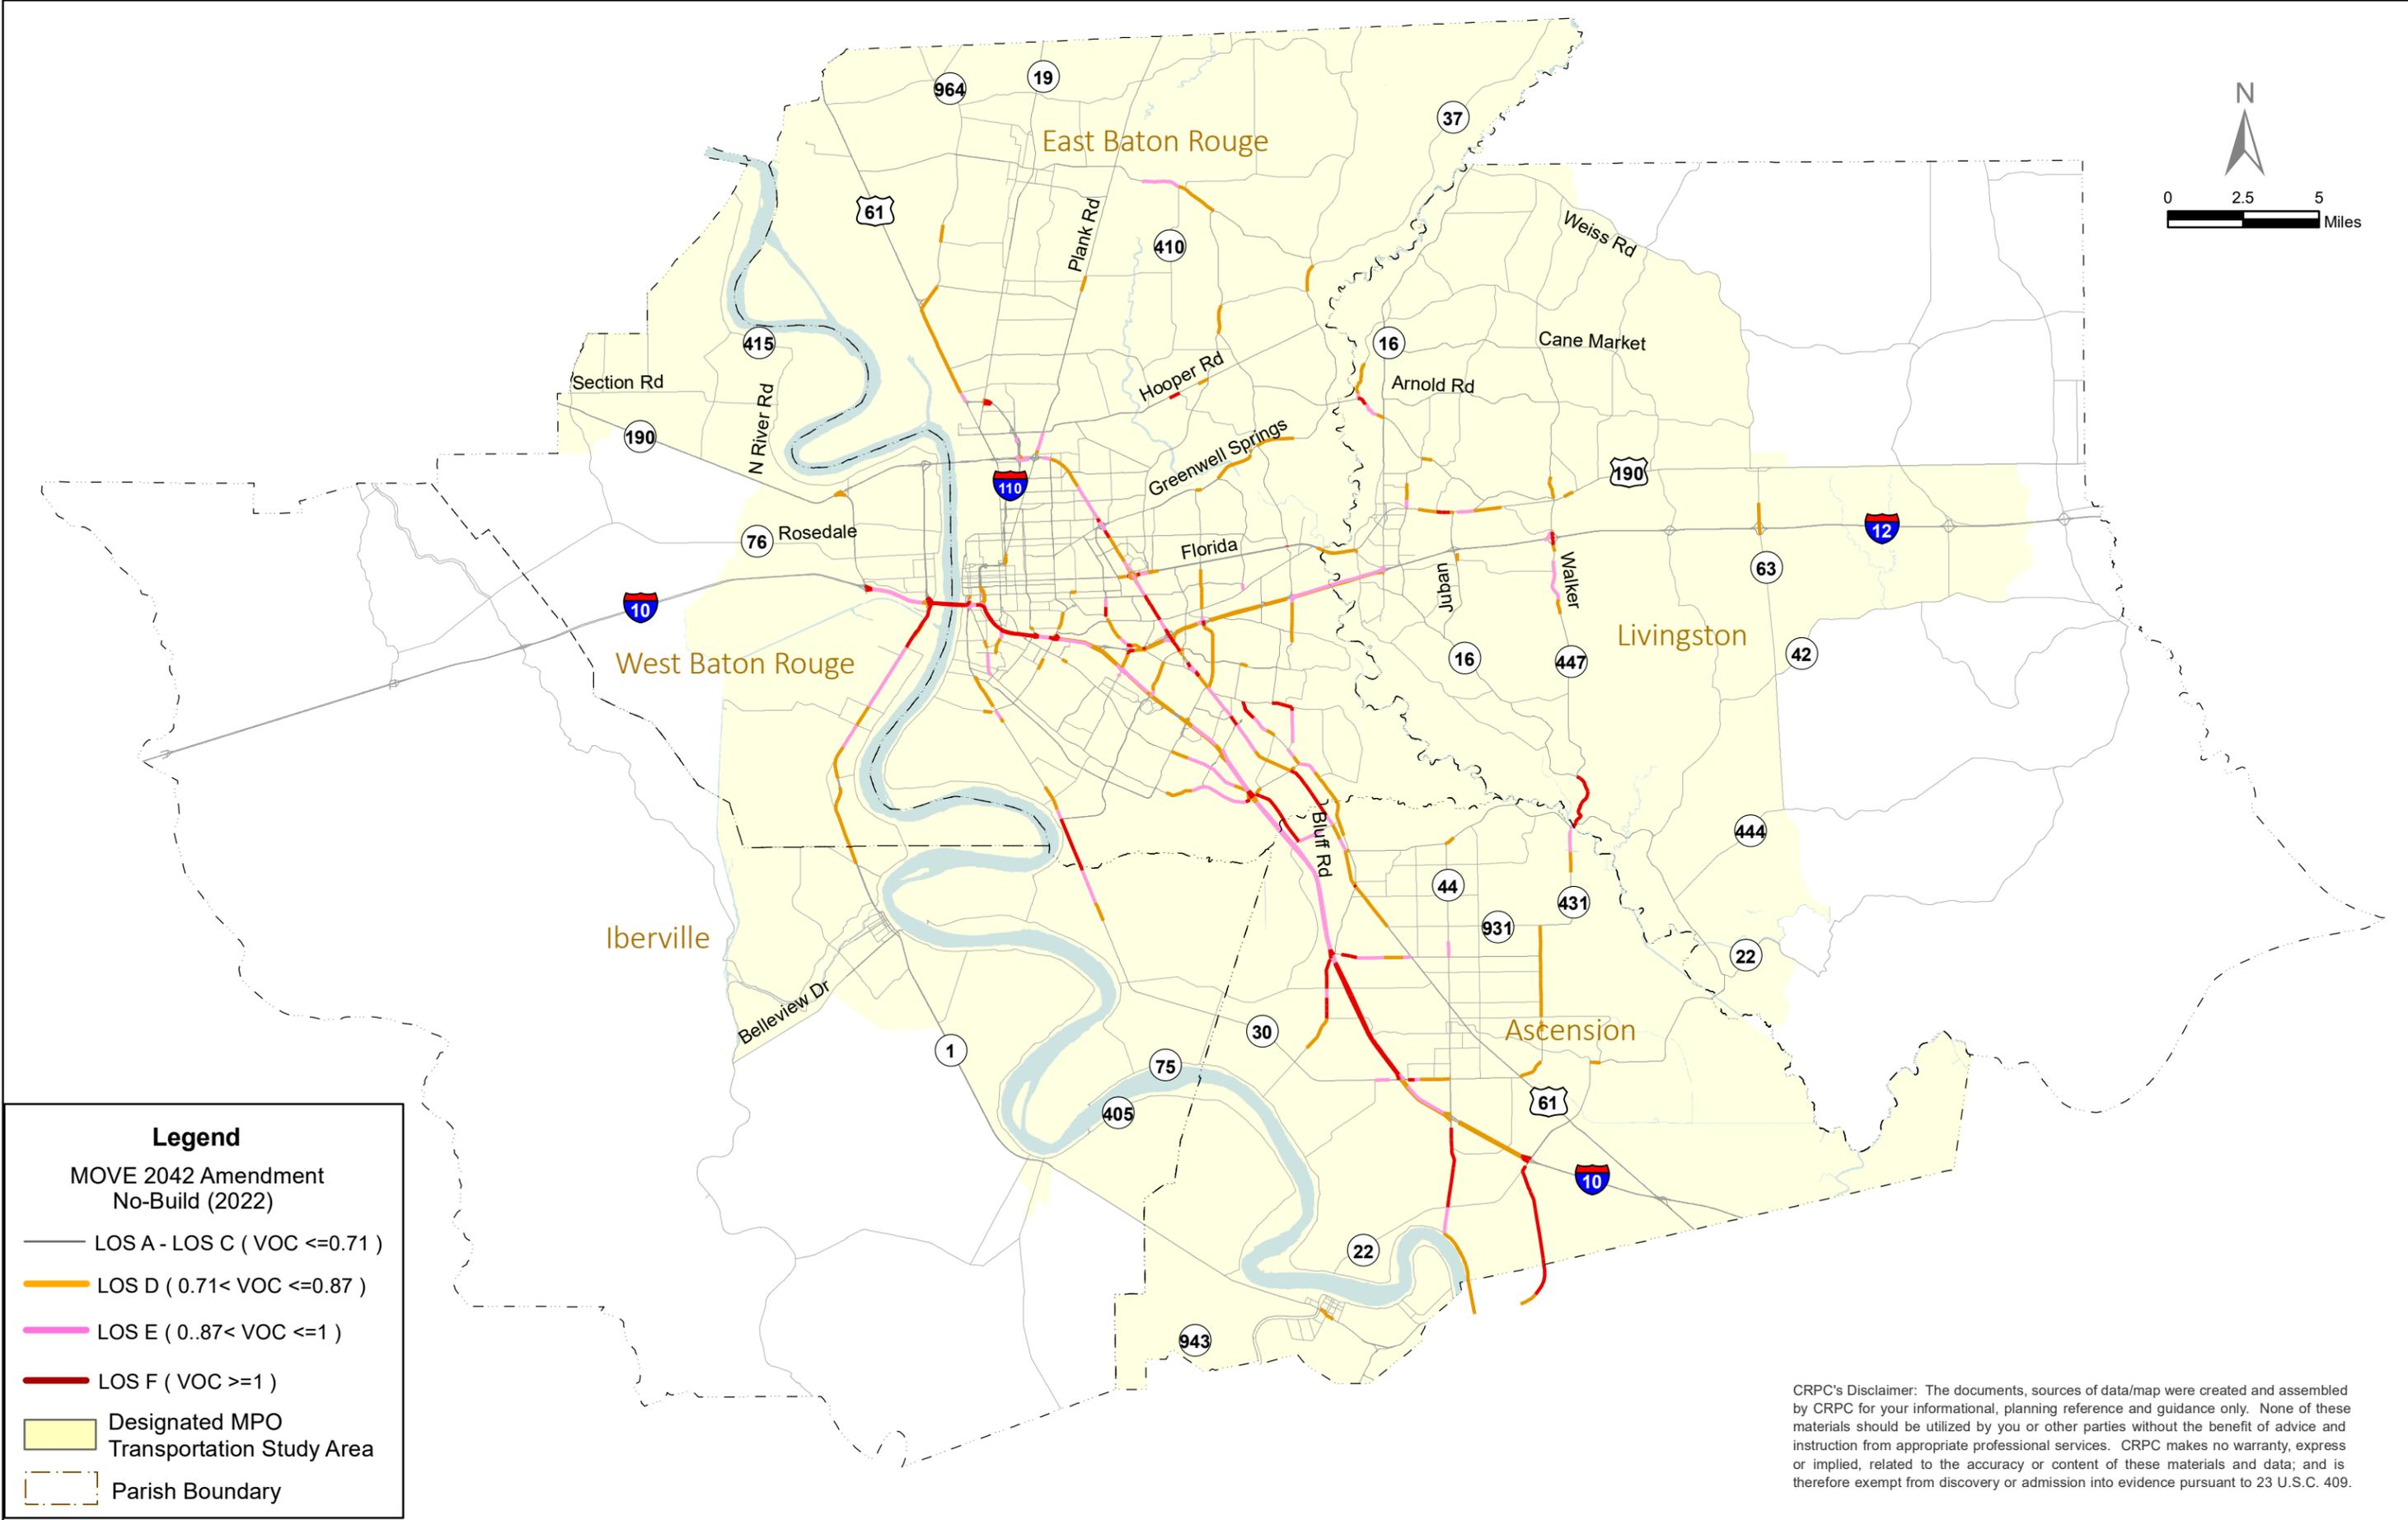 964
19
37
East Baton Rouge
N
0 2.5 5
Miles
61
Plank Rd
410
Weiss Rd
415
16
Cane Market
Section Rd
N River Rd
Hooper Rd
Arnold Rd
190
Greenwell Springs
190
110
76
Rosedale
Florida
12
10
Juban
Walker
63
West Baton Rouge
16
447
Livingston
42
Bluff Rd
444
44
431
Iberville
931
22
Belleview Dr
1
30
Ascension
75
405
61
10
22
943
Legend
MOVE 2042 Amendment
No-Build (2022)
LOS A - LOS C ( VOC <=0.71 )
LOS D ( 0.71< VOC <=0.87 )
LOS E ( 0..87< VOC <=1 )
LOS F ( VOC >=1 )
Designated MPO
Transportation Study Area
Parish Boundary
CRPC's Disclaimer: The documents, sources of data/map were created and assembled
by CRPC for your informational, planning reference and guidance only. None of these
materials should be utilized by you or other parties without the benefit of advice and
instruction from appropriate professional services. CRPC makes no warranty, express
or implied, related to the accuracy or content of these materials and data; and is
therefore exempt from discovery or admission into evidence pursuant to 23 U.S.C. 409.